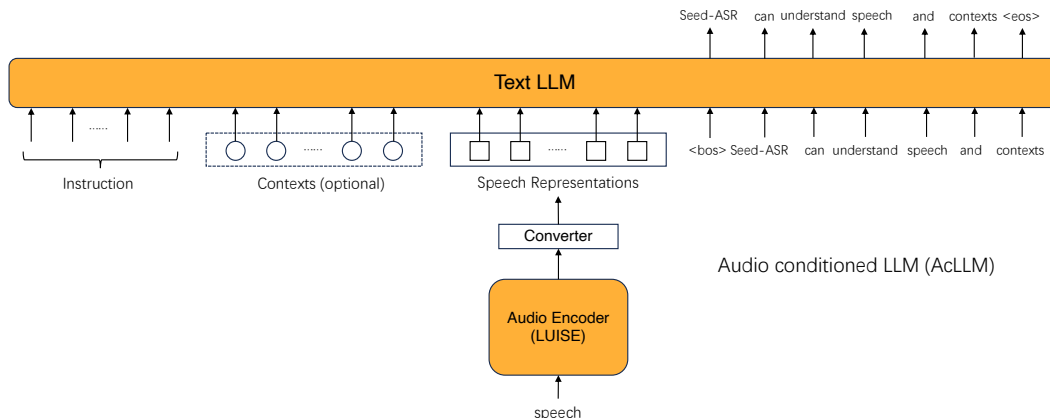 Seed-ASR can understand speech and contexts <eos>
Text LLM
......
......
......
<bos> Seed-ASR can understand speech and contexts
Instruction
Contexts (optional)
Speech Representations
Converter
Audio conditioned LLM (AcLLM)
Audio Encoder
(LUISE)
speech